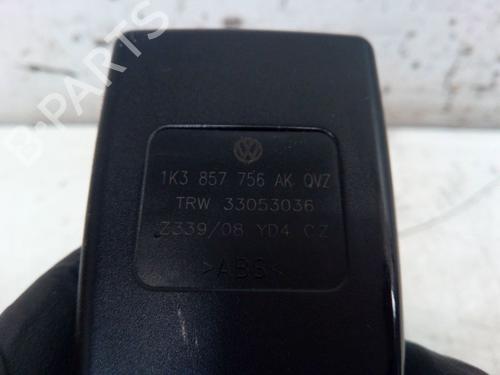 B-PARTS
1K3 857 756 AK QVZ
TRW 33053036
Z339/08 YD4 CZ
>ABS<